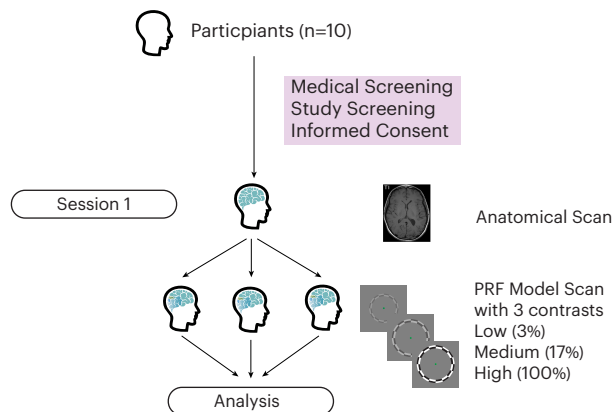 Particpiants (n=10)
Medical Screening
Study Screening
Informed Consent
Session 1
Anatomical Scan
PRF Model Scan
with 3 contrasts
Low (3%)
Medium (17%)
High (100%)
Analysis